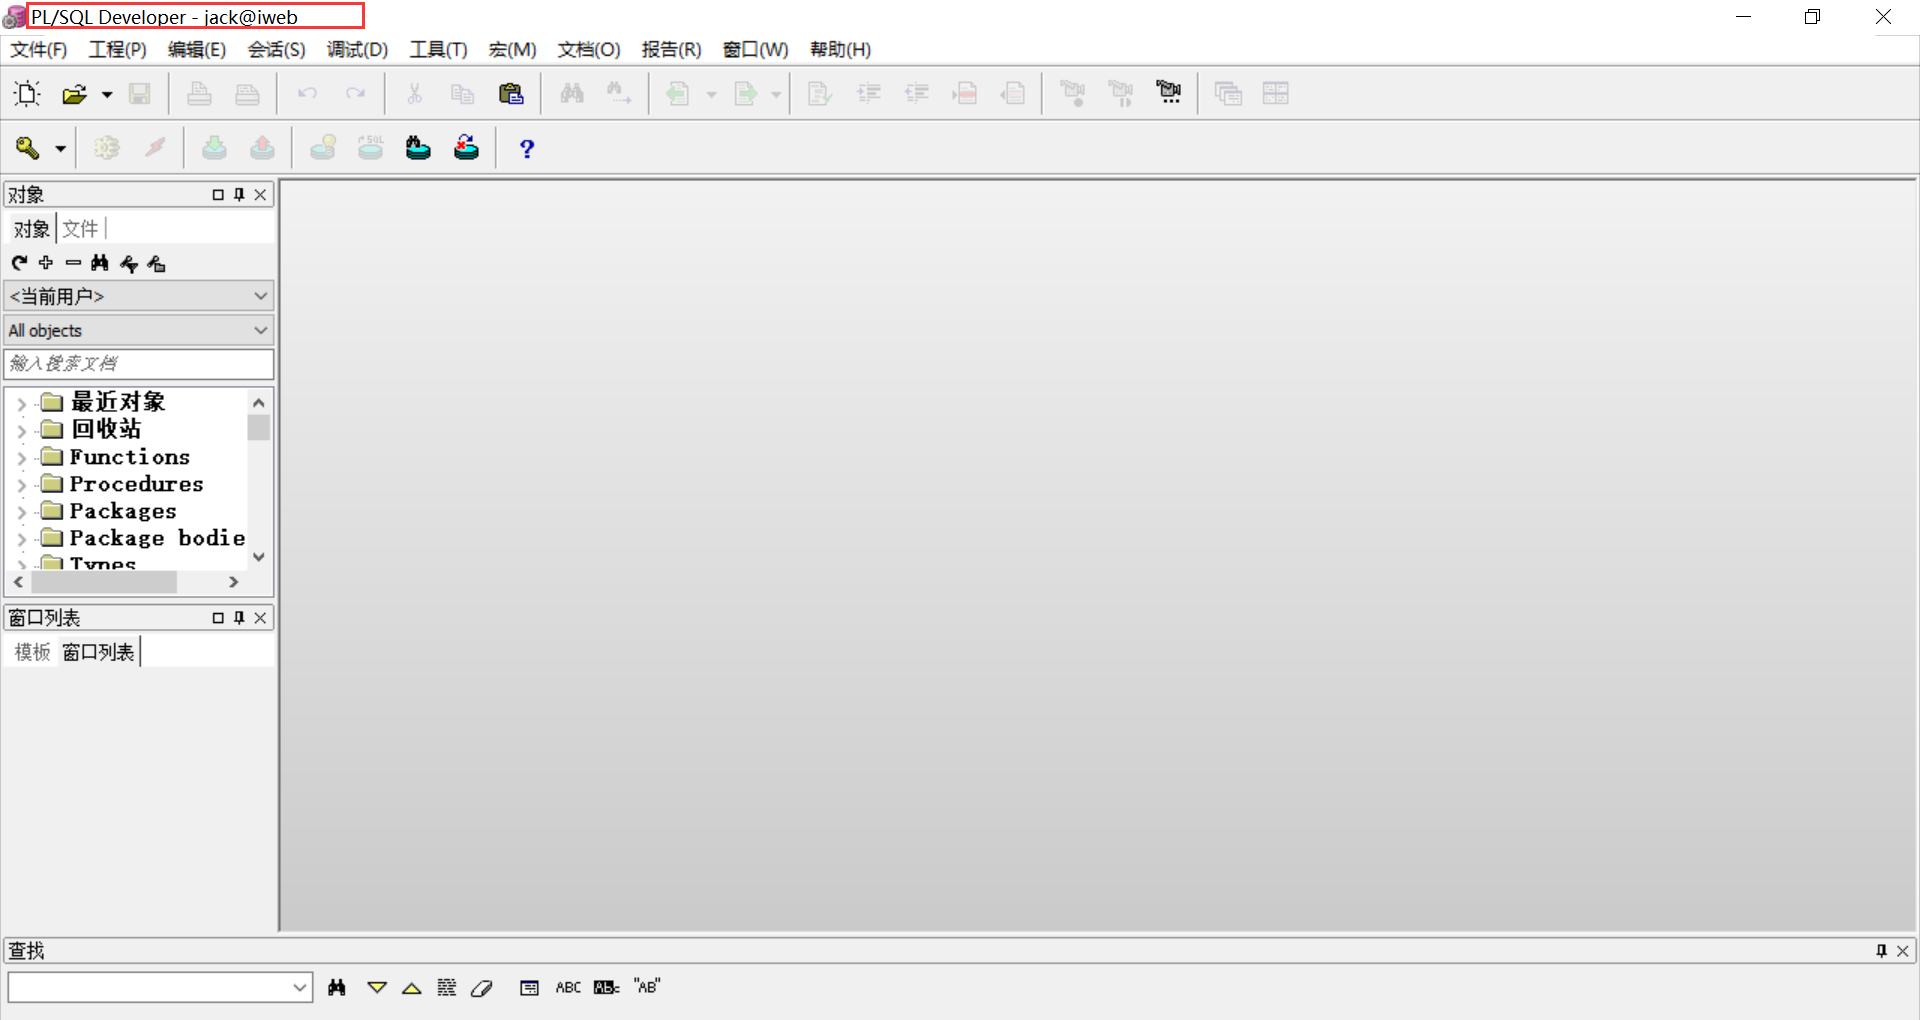 PL/SQL Developer - jack@iweb
文件(F) 工程(P) 编辑(E) 会话(S) 调试(D) 工具(T) 宏(M) 文档(O) 报告(R) 窗口(W) 帮助(H)
SQL
?
对象
对象 文件
<当前用户>
All objects
输入搜索文档
最近对象
回收站
Functions
Procedures
Packages
Package bodie
Types
窗口列表
模板 窗口列表
查找
ABC ABc "AB"